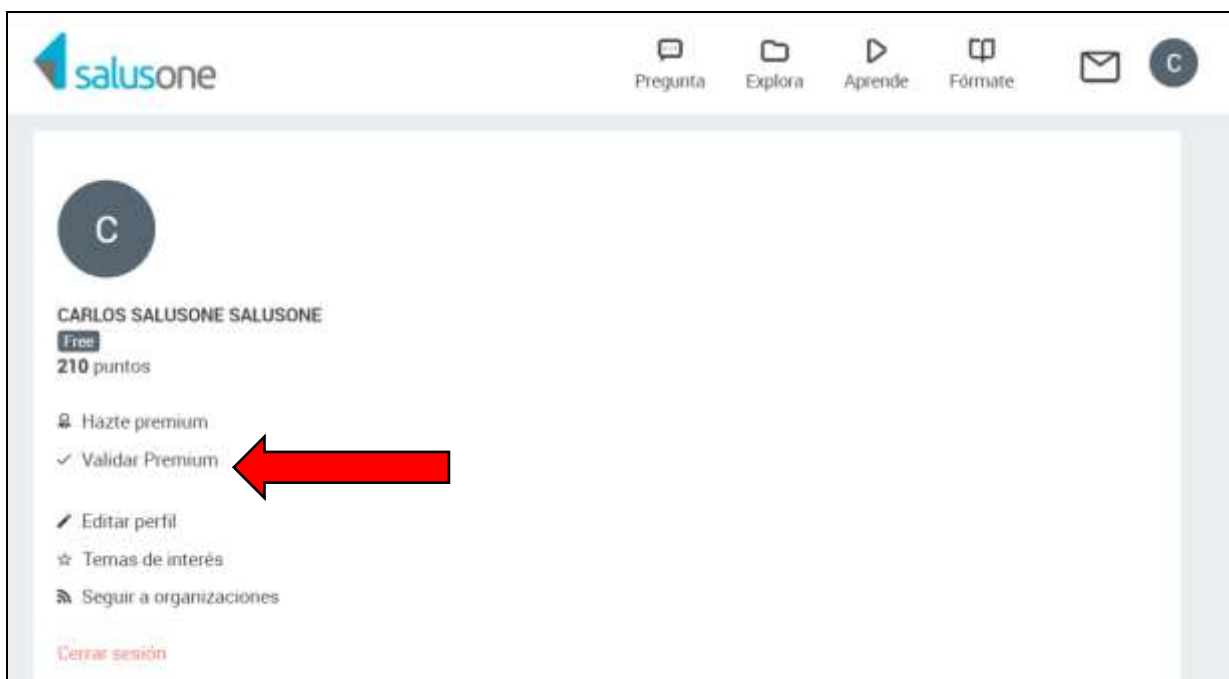 salusone
Pregunta
Explora
Aprende
Fórmate
C
C
CARLOS SALUSONE SALUSONE
Free
210 puntos
Hazte premium
Validar Premium
Editar perfil
Temas de interés
Seguir a organizaciones
Cerrar sesión